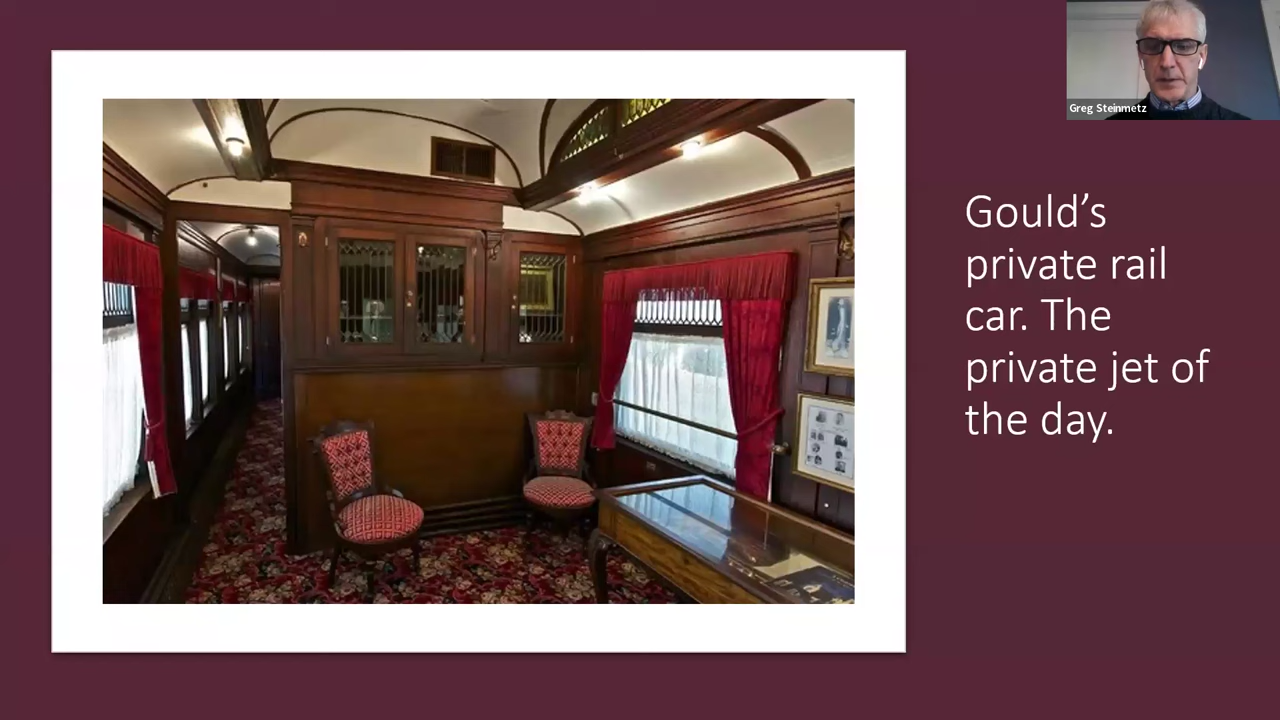 Greg Steinmetz
Gould’s
private rail
car. The
private jet of
the day.